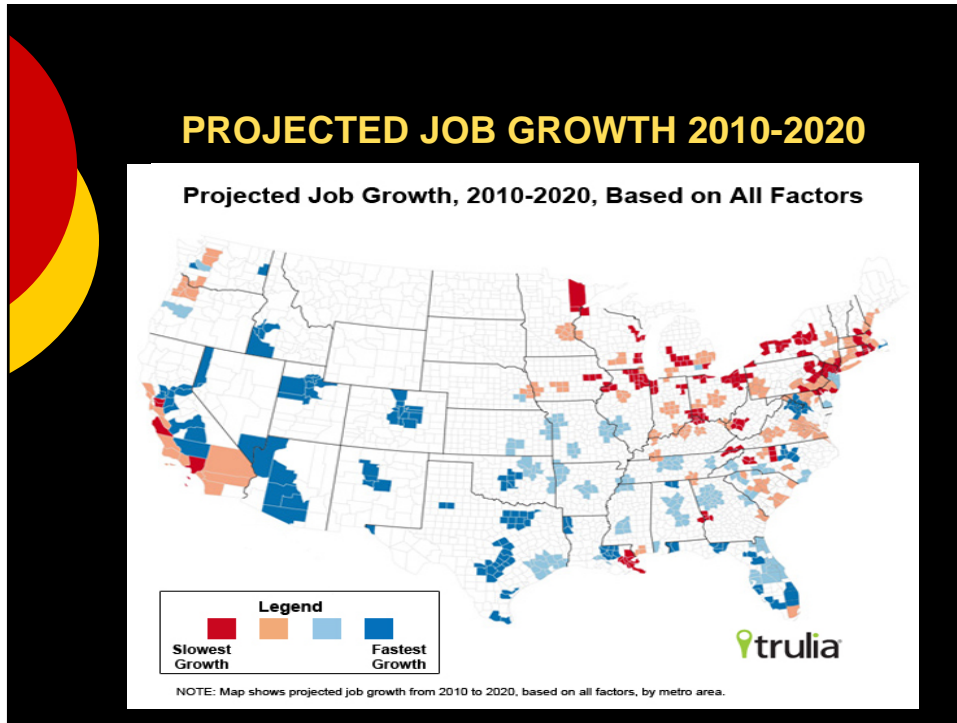 PROJECTED JOB GROWTH 2010-2020
Projected Job Growth, 2010-2020, Based on All Factors
Legend
Slowest Growth
Fastest Growth
trulia
NOTE: Map shows projected job growth from 2010 to 2020, based on all factors, by metro area.